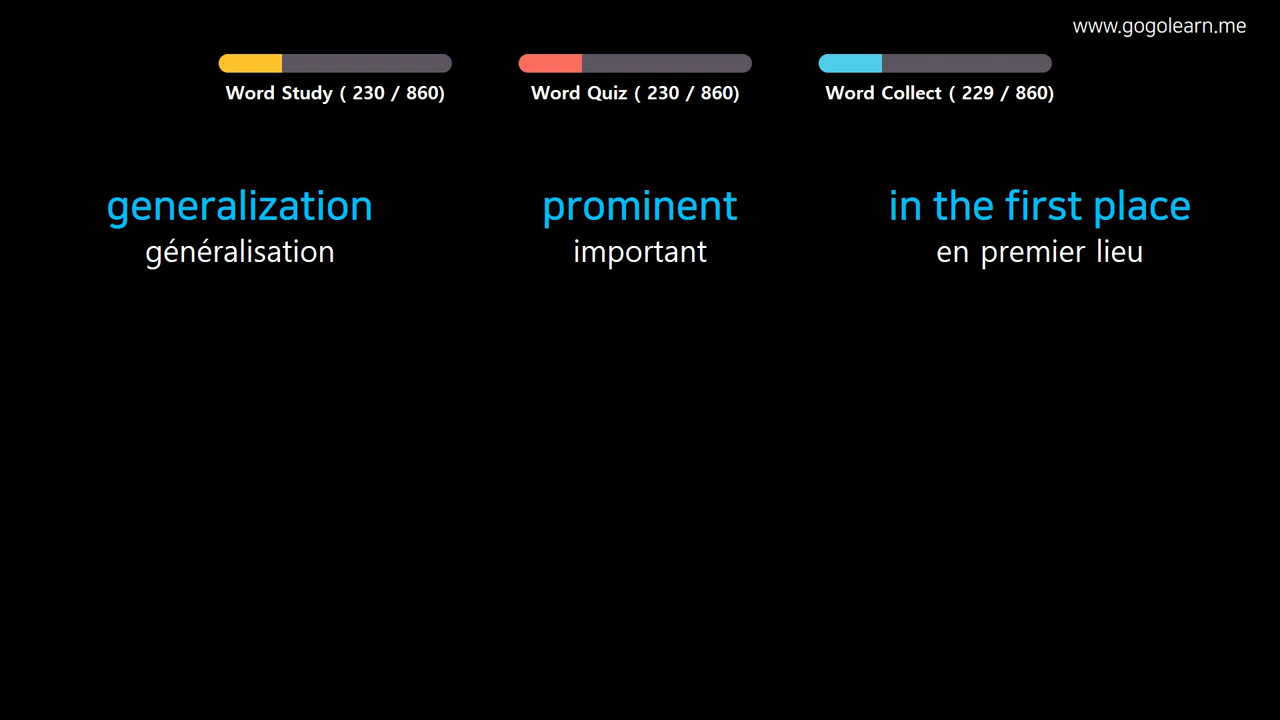 www.gogolearn.me
Word Study ( 230 / 860)
Word Quiz ( 230 / 860)
Word Collect ( 229 / 860)
generalization
généralisation
prominent
important
in the first place
en premier lieu